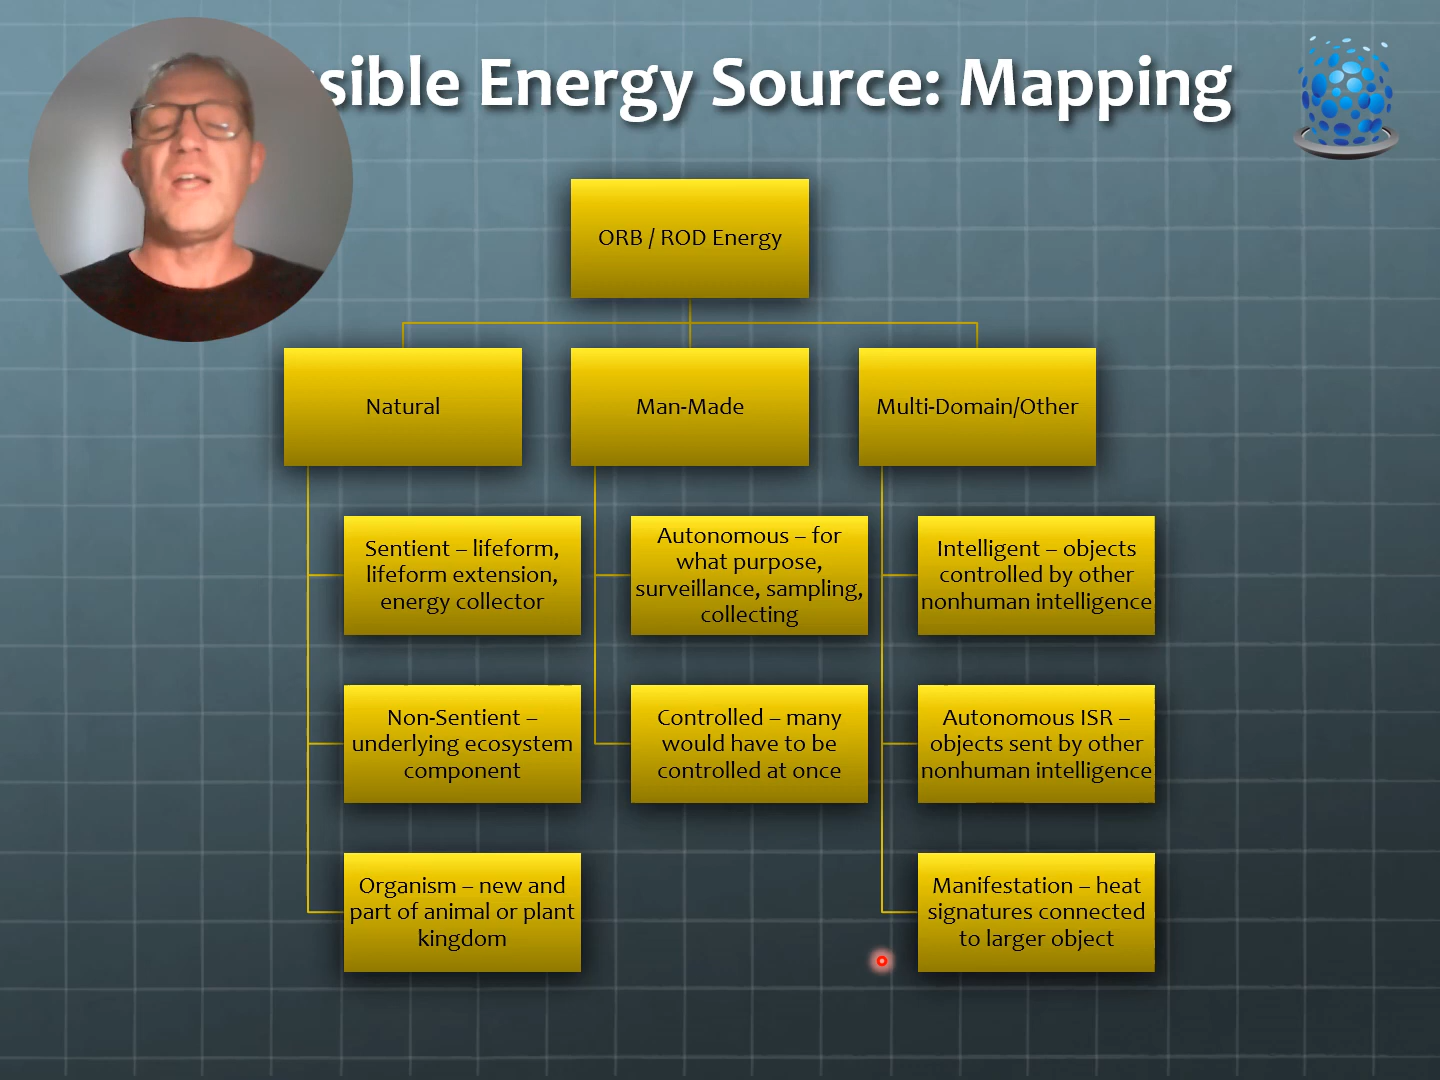 sible Energy Source: Mapping
ORB / ROD Energy
Natural
Man-Made
Multi-Domain/Other
Sentient – lifeform,
lifeform extension,
energy collector
Autonomous – for
what purpose,
surveillance, sampling,
collecting
Intelligent – objects
controlled by other
nonhuman intelligence
Non-Sentient –
underlying ecosystem
component
Controlled – many
would have to be
controlled at once
Autonomous ISR –
objects sent by other
nonhuman intelligence
Organism – new and
part of animal or plant
kingdom
Manifestation – heat
signatures connected
to larger object